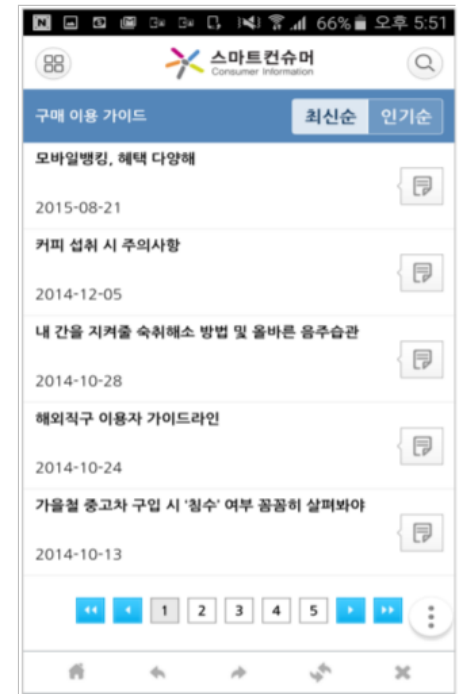 66% 오후 5:51
스마트컨슈머
Consumer Information
구매 이용 가이드 최신순 인기순
모바일뱅킹, 혜택 다양해
2015-08-21
커피 섭취 시 주의사항
2014-12-05
내 간을 지켜줄 숙취해소 방법 및 올바른 음주습관
2014-10-28
해외직구 이용자 가이드라인
2014-10-24
가을철 중고차 구입 시 '침수' 여부 꼼꼼히 살펴봐야
2014-10-13
1 2 3 4 5